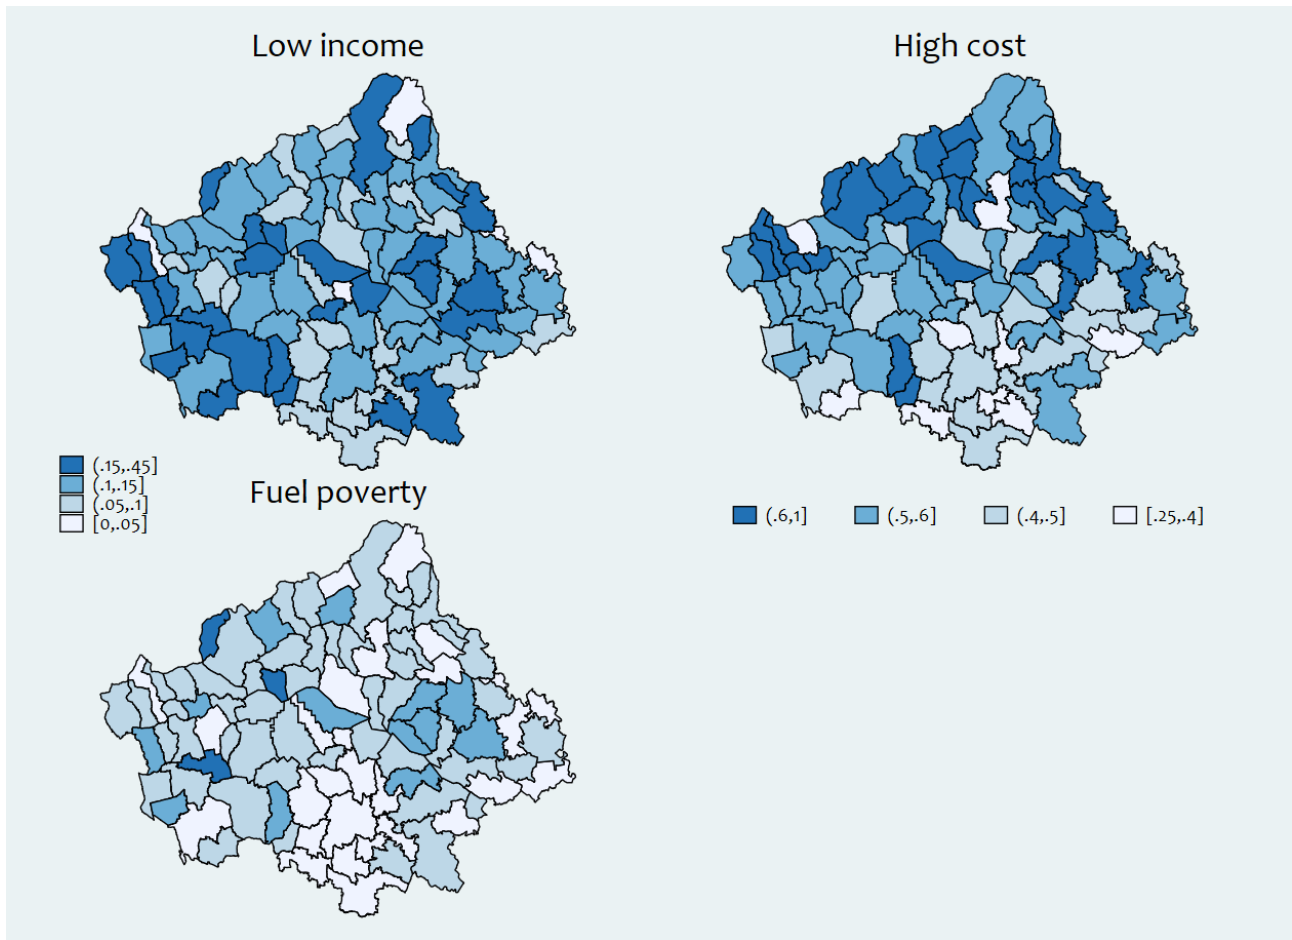 Low income
High cost
(.15,.45]
(.1,.15]
(.05,.1]
[0,.05]
Fuel poverty
(.6,1]
(.5,.6]
(.4,.5]
[.25,.4]